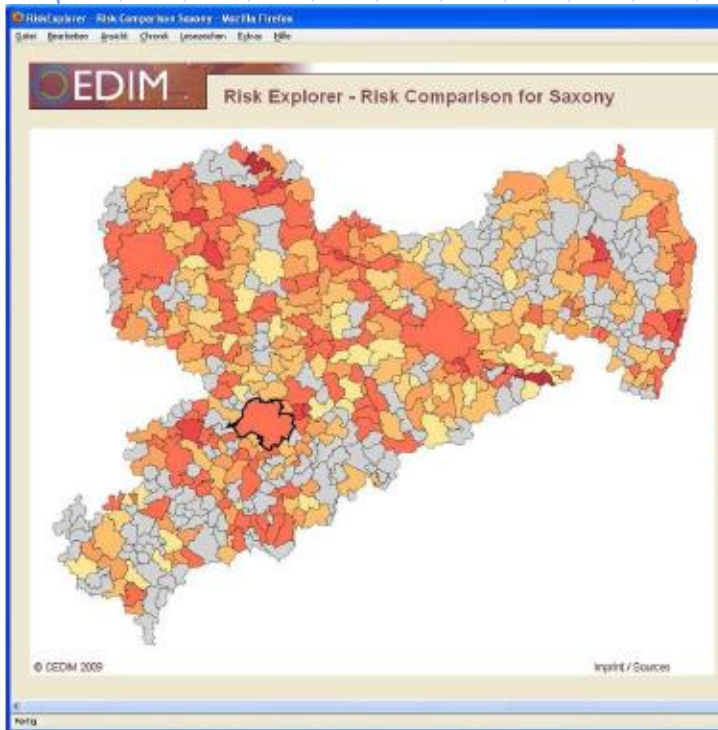 RiskExplorer - Risk Comparison Saxony - Mozilla Firefox
Datei Bearbeiten Ansicht Chronik Lesezeichen Extras Hilfe
CEDIM
Risk Explorer - Risk Comparison for Saxony
© CEDIM 2009
Imprint / Sources
Fertig